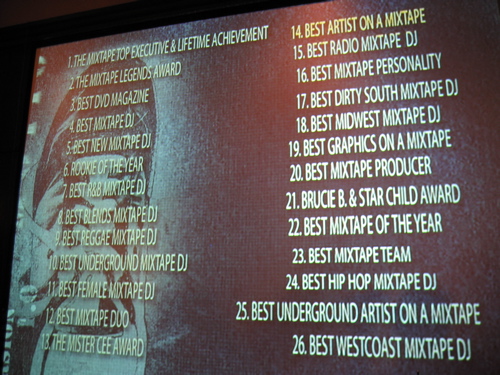 1. THE MIXTAPE TOP EXECUTIVE & LIFETIME ACHIEVEMENT
2. THE MIXTAPE LEGENDS AWARD
3. BEST DVD MAGAZINE
4. BEST MIXTAPE DJ
5. BEST NEW MIXTAPE DJ
6. ROOKIE OF THE YEAR
7. BEST R&B MIXTAPE DJ
8. BEST BLENDS MIXTAPE DJ
9. BEST REGGAE MIXTAPE DJ
10. BEST UNDERGROUND MIXTAPE DJ
11. BEST FEMALE MIXTAPE DJ
12. BEST MIXTAPE DUO
13. THE MISTER CEE AWARD
14. BEST ARTIST ON A MIXTAPE
15. BEST RADIO MIXTAPE DJ
16. BEST MIXTAPE PERSONALITY
17. BEST DIRTY SOUTH MIXTAPE DJ
18. BEST MIDWEST MIXTAPE DJ
19. BEST GRAPHICS ON A MIXTAPE
20. BEST MIXTAPE PRODUCER
21. BRUCIE B. & STAR CHILD AWARD
22. BEST MIXTAPE OF THE YEAR
23. BEST MIXTAPE TEAM
24. BEST HIP HOP MIXTAPE DJ
25. BEST UNDERGROUND ARTIST ON A MIXTAPE
26. BEST WESTCOAST MIXTAPE DJ